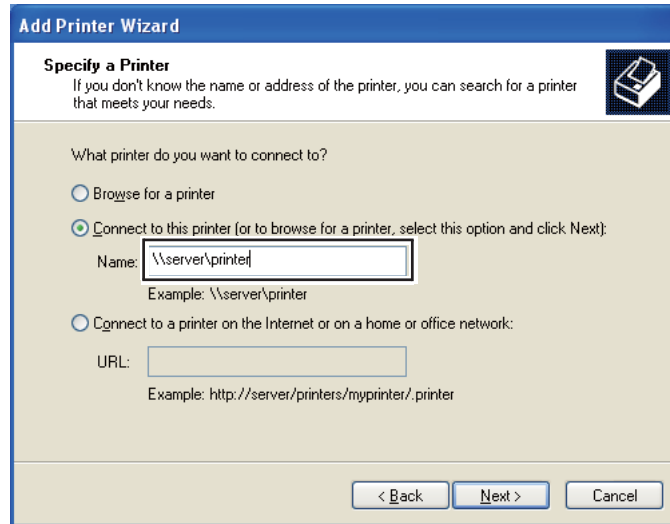 Add Printer Wizard
Specify a Printer
If you don't know the name or address of the printer, you can search for a printer
that meets your needs.
What printer do you want to connect to?
Browse for a printer
Connect to this printer (or to browse for a printer, select this option and click Next):
Name: \\server\printer
Example: \\server\printer
Connect to a printer on the Internet or on a home or office network:
URL:
Example: http://server/printers/myprinter/.printer
< Back Next > Cancel